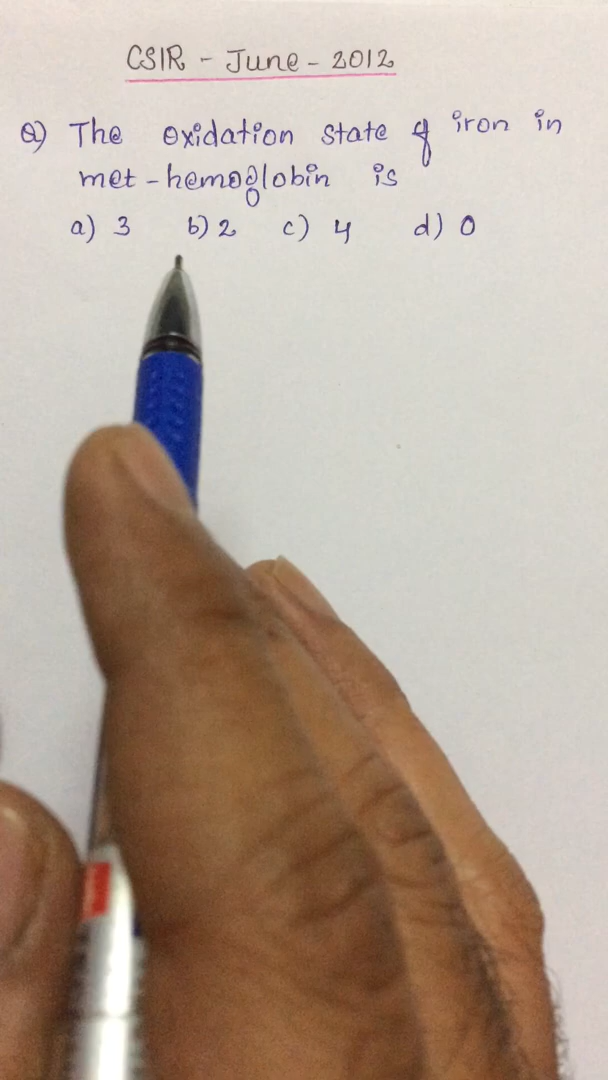 CSIR - June - 2012
Q) The oxidation state of iron in
met - hemoglobin is
a) 3 b) 2 c) 4 d) 0